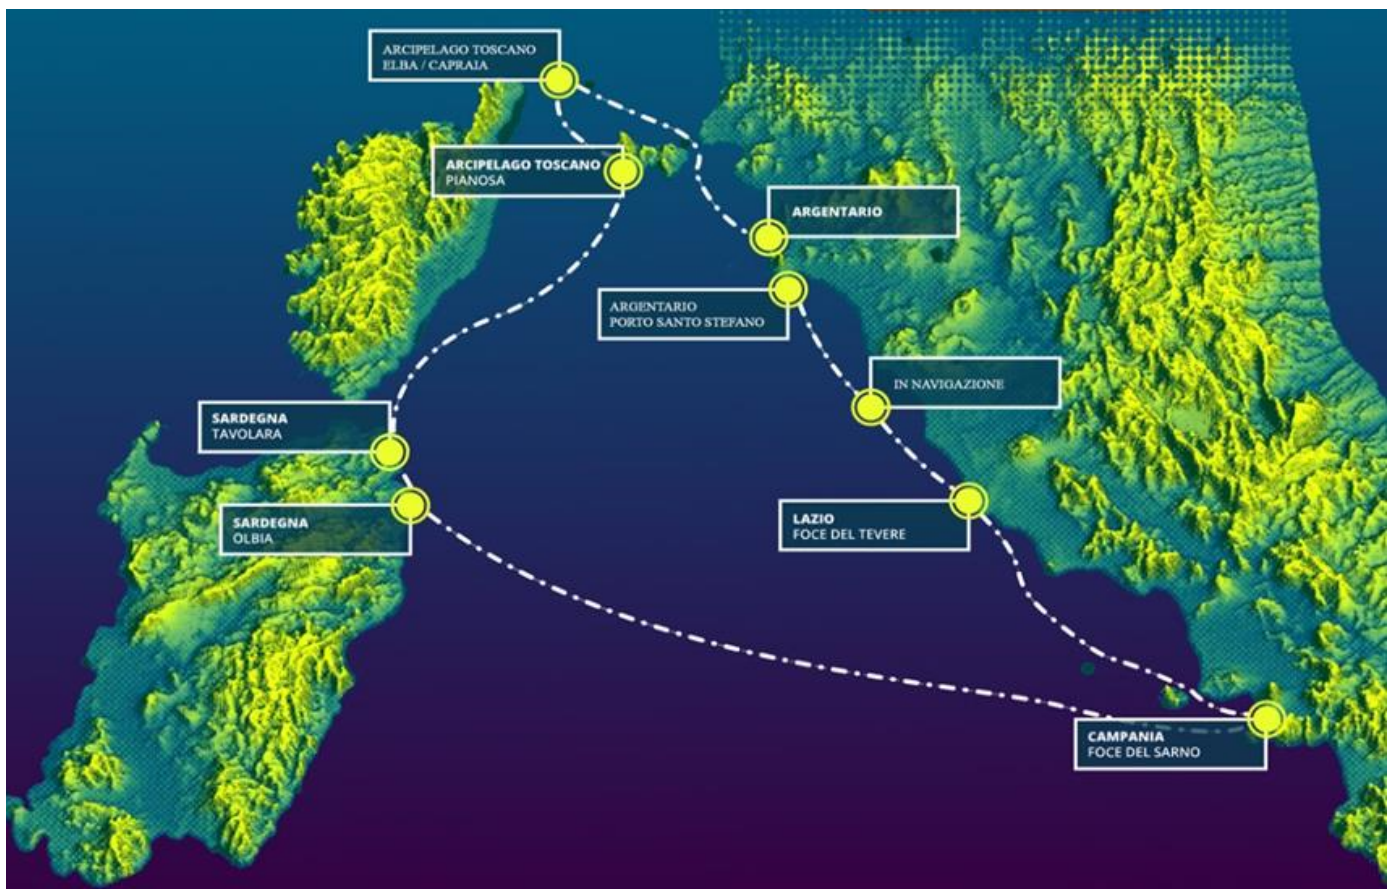 ARCIPELAGO TOSCANO
ELBA / CAPRAIA
ARCIPELAGO TOSCANO
PIANOSA
ARGENTARIO
ARGENTARIO
PORTO SANTO STEFANO
IN NAVIGAZIONE
SARDEGNA
TAVOLARA
SARDEGNA
OLBIA
LAZIO
FOCE DEL TEVERE
CAMPANIA
FOCE DEL SARNO